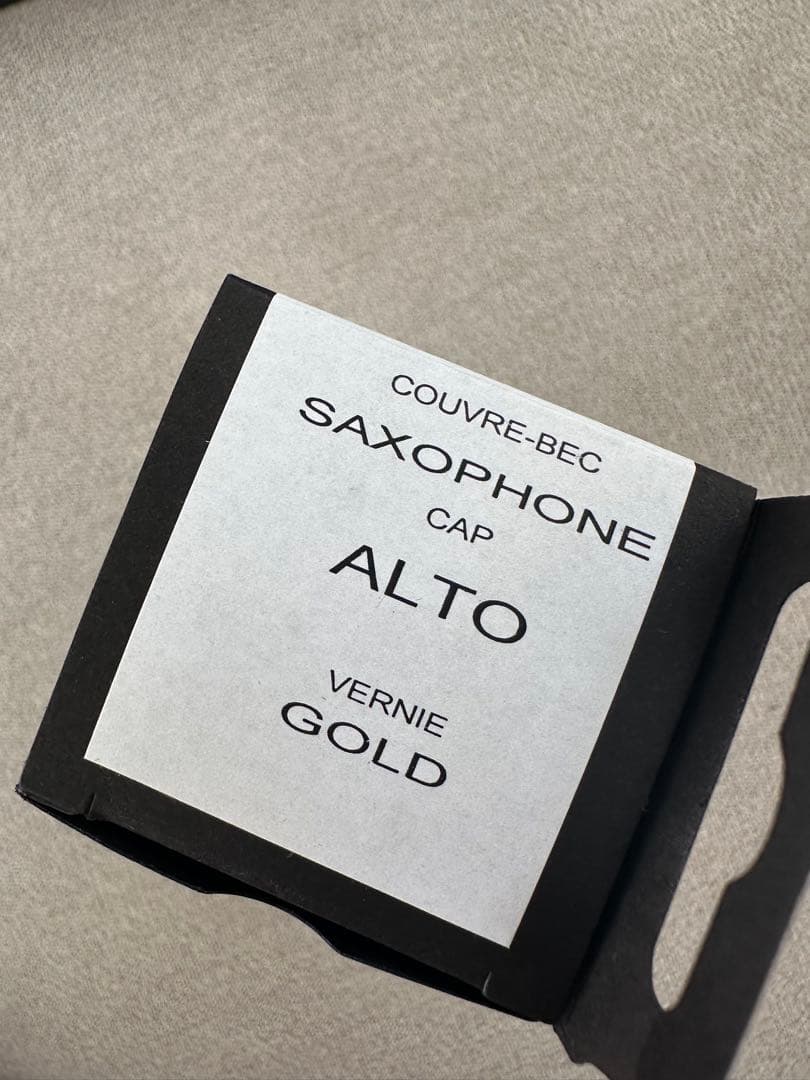 COUVRE-BEC
SAXOPHONE
CAP
ALTO
VERNIE
GOLD